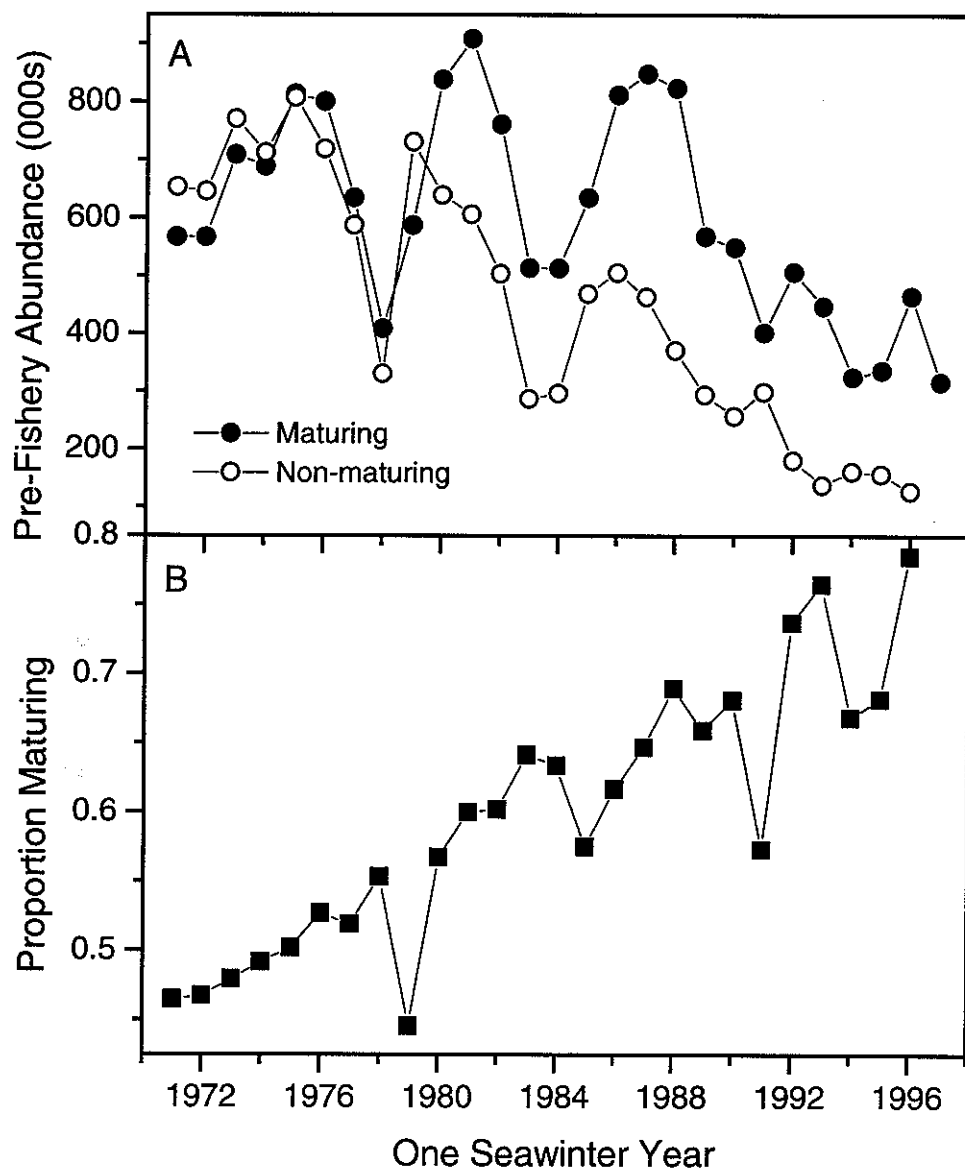 A
Pre-Fishery Abundance (000s)
800
600
400
200
Maturing
Non-maturing
0.8
B
Proportion Maturing
0.7
0.6
0.5
1972 1976 1980 1984 1988 1992 1996
One Seawinter Year